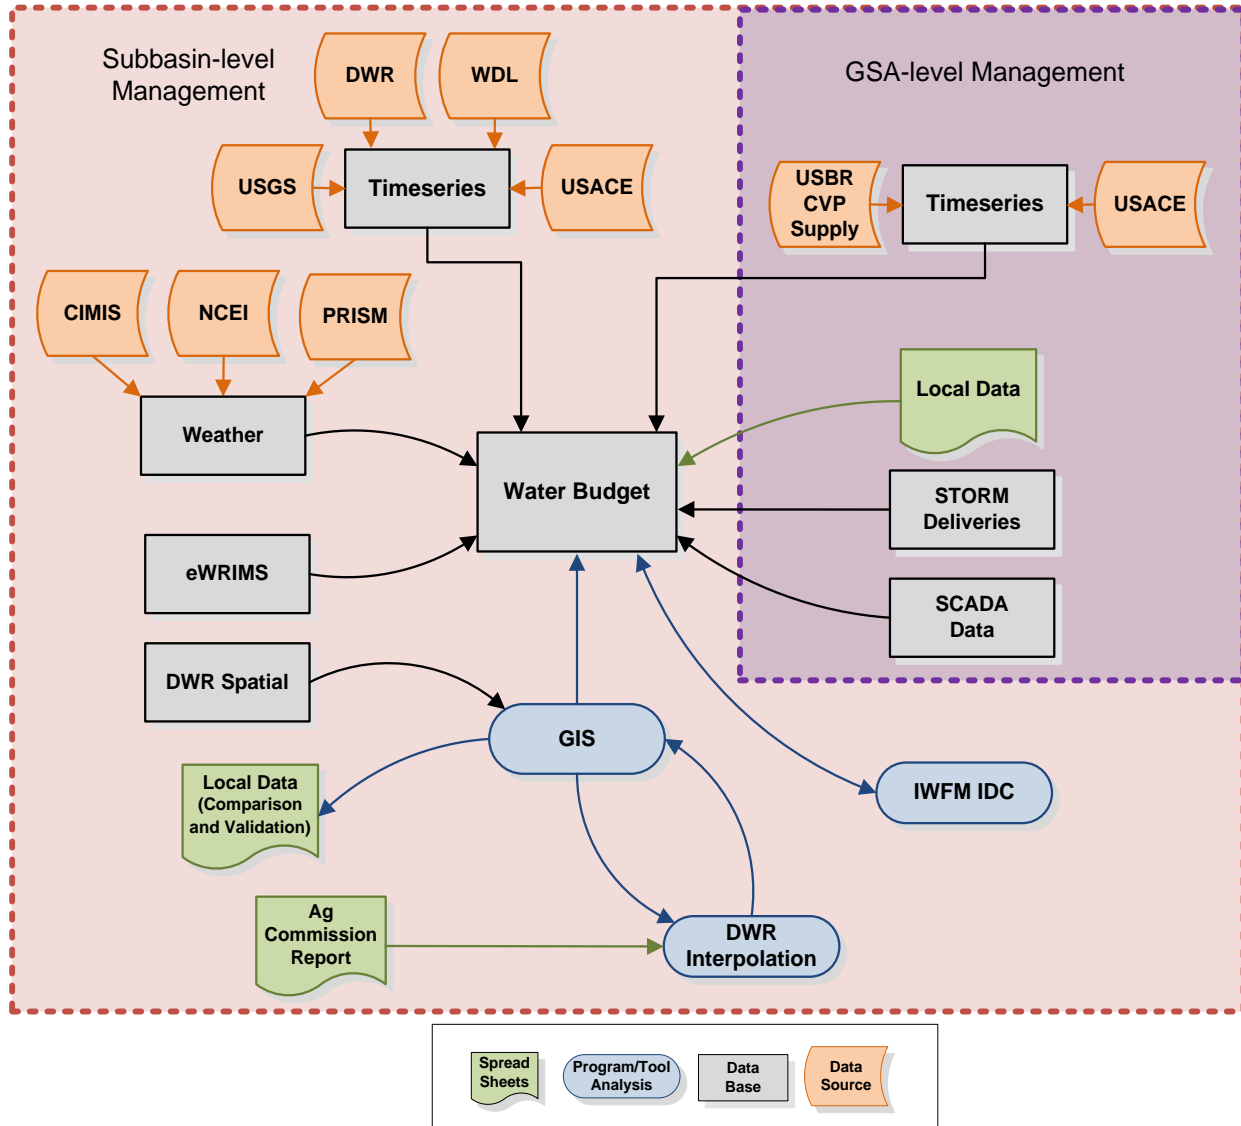 Subbasin-level
Management
DWR
WDL
GSA-level Management
USGS
Timeseries
USACE
USBR
CVP
Supply
Timeseries
USACE
CIMIS
NCEI
PRISM
Local Data
Weather
Water Budget
STORM
Deliveries
eWRIMS
SCADA
Data
DWR Spatial
GIS
Local Data
(Comparison
and Validation)
IWFM IDC
Ag
Commission
Report
DWR
Interpolation
Spread
Sheets
Program/Tool
Analysis
Data
Base
Data
Source